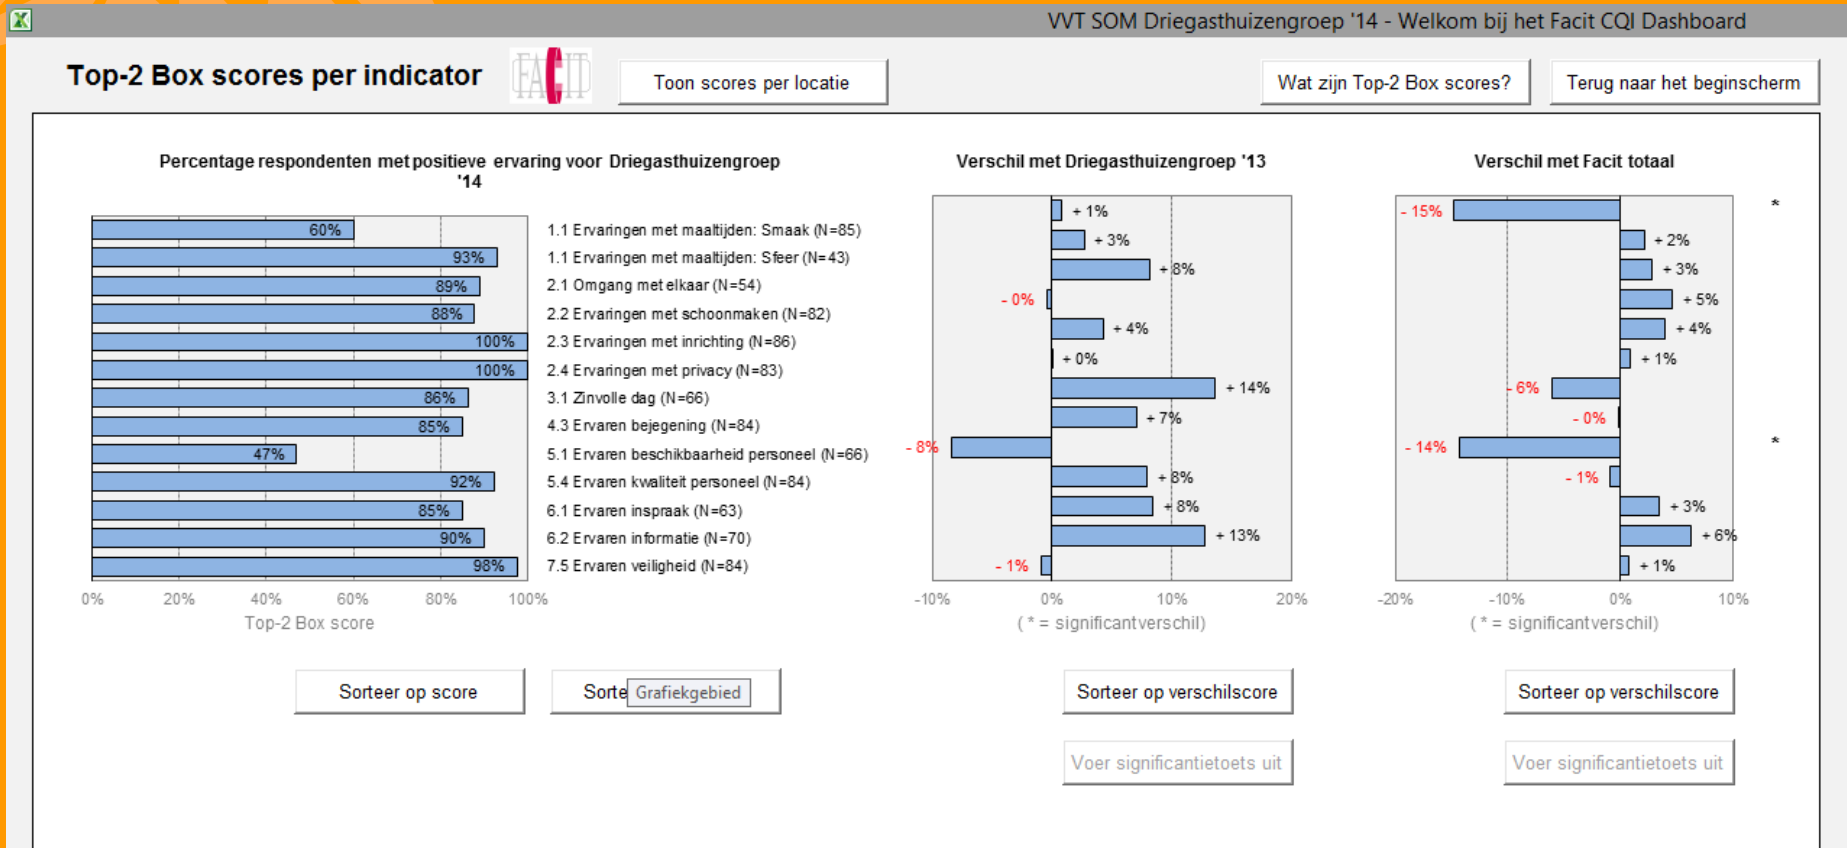 VVT SOM Driegasthuizengroep '14 - Welkom bij het Facit CQI Dashboard
Top-2 Box scores per indicator
FACIT
Toon scores per locatie
Wat zijn Top-2 Box scores?
Terug naar het beginscherm
Percentage respondenten met positieve ervaring voor Driegasthuizengroep
'14
60% 1.1 Ervaringen met maaltijden: Smaak (N=85)
93% 1.1 Ervaringen met maaltijden: Sfeer (N=43)
89% 2.1 Omgang met elkaar (N=54)
88% 2.2 Ervaringen met schoonmaken (N=82)
100% 2.3 Ervaringen met inrichting (N=86)
100% 2.4 Ervaringen met privacy (N=83)
86% 3.1 Zinvolle dag (N=66)
85% 4.3 Ervaren bejegening (N=84)
47% 5.1 Ervaren beschikbaarheid personeel (N=66)
92% 5.4 Ervaren kwaliteit personeel (N=84)
85% 6.1 Ervaren inspraak (N=63)
90% 6.2 Ervaren informatie (N=70)
98% 7.5 Ervaren veiligheid (N=84)
0% 20% 40% 60% 80% 100%
Top-2 Box score
Sorteer op score
Sorte
Grafiekgebied
Verschil met Driegasthuizengroep '13
+ 1%
+ 3%
+ 8%
- 0%
+ 4%
+ 0%
+ 14%
+ 7%
- 8%
+ 8%
+ 8%
+ 13%
- 1%
-10% 0% 10% 20%
( * = significant verschil)
Sorteer op verschilscore
Voer significantietoets uit
Verschil met Facit totaal
- 15% *
+ 2%
+ 3%
+ 5%
+ 4%
+ 1%
- 6%
- 0%
- 14% *
- 1%
+ 3%
+ 6%
+ 1%
-20% -10% 0% 10%
( * = significant verschil)
Sorteer op verschilscore
Voer significantietoets uit